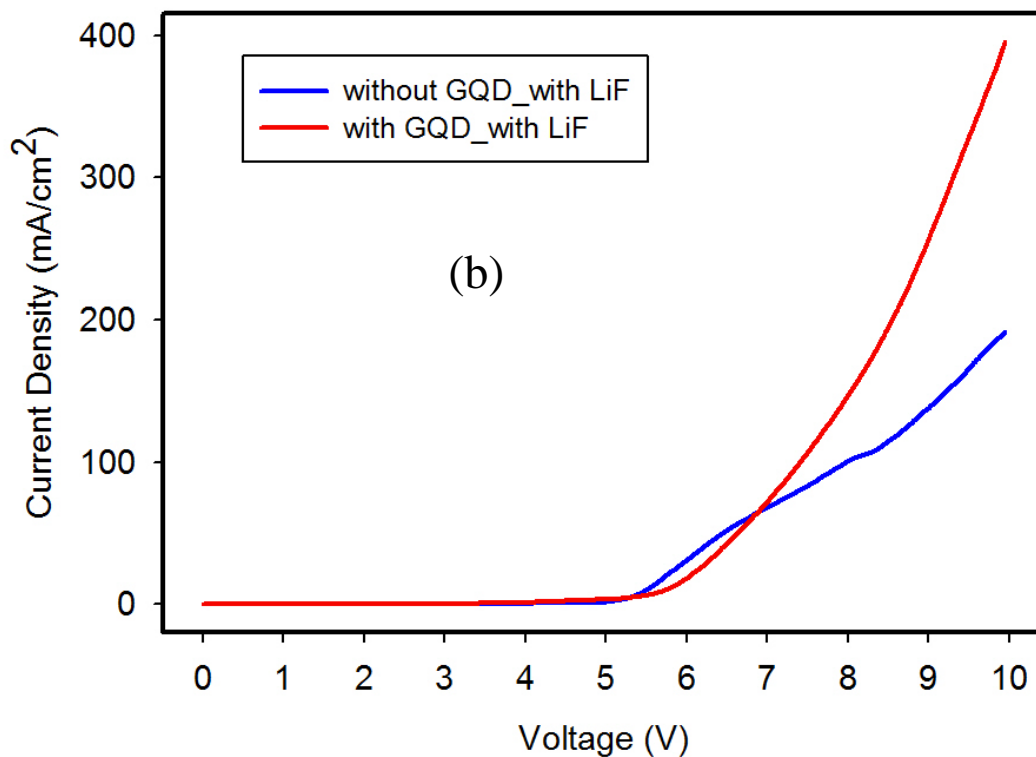 400
300
200
100
0
Current Density (mA/cm²)
without GQD_with LiF
with GQD_with LiF
(b)
0 1 2 3 4 5 6 7 8 9 10
Voltage (V)